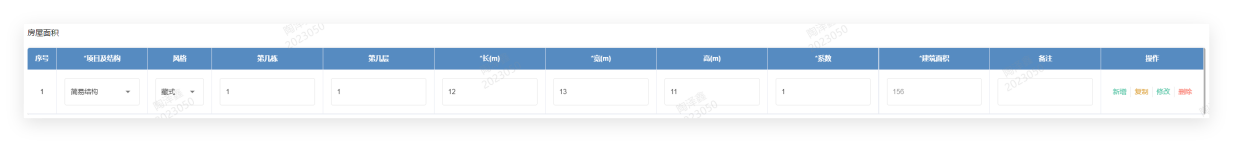 房屋面积
序号 *项目及结构 风格 第几栋 第几层 *长(m) *宽(m) 高(m) *系数 *建筑面积 备注 操作
1 简易结构 藏式 1 1 12 13 11 1 156 新增 复制 修改 删除